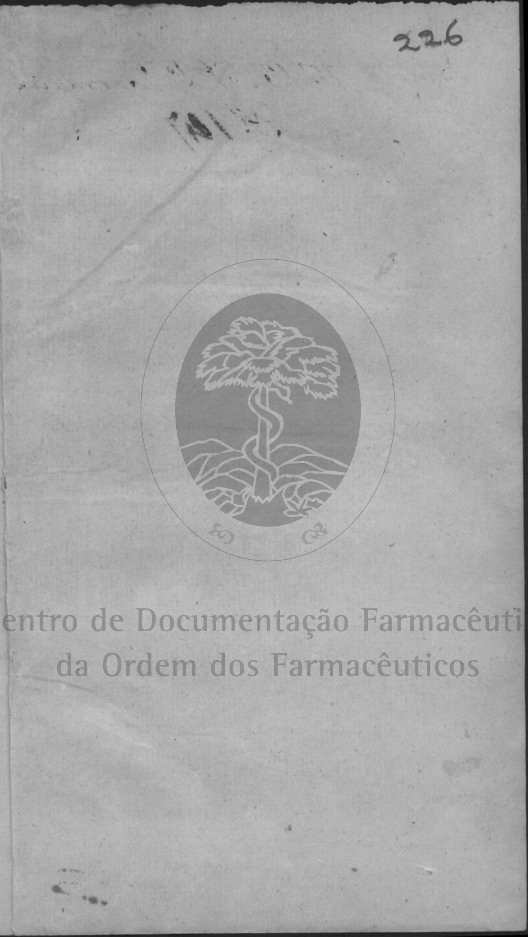 226
entro de Documentação Farmacêuti
da Ordem dos Farmacêuticos